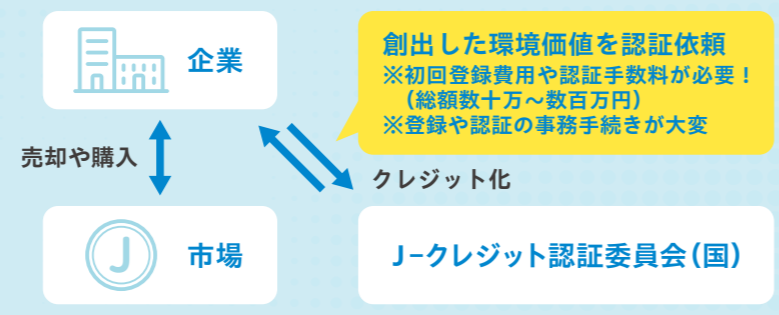 企業
創出した環境価値を認証依頼
※初回登録費用や認証手数料が必要！
（総額数十万～数百万円）
※登録や認証の事務手続きが大変
売却や購入
クレジット化
J
市場
J-クレジット認証委員会（国）